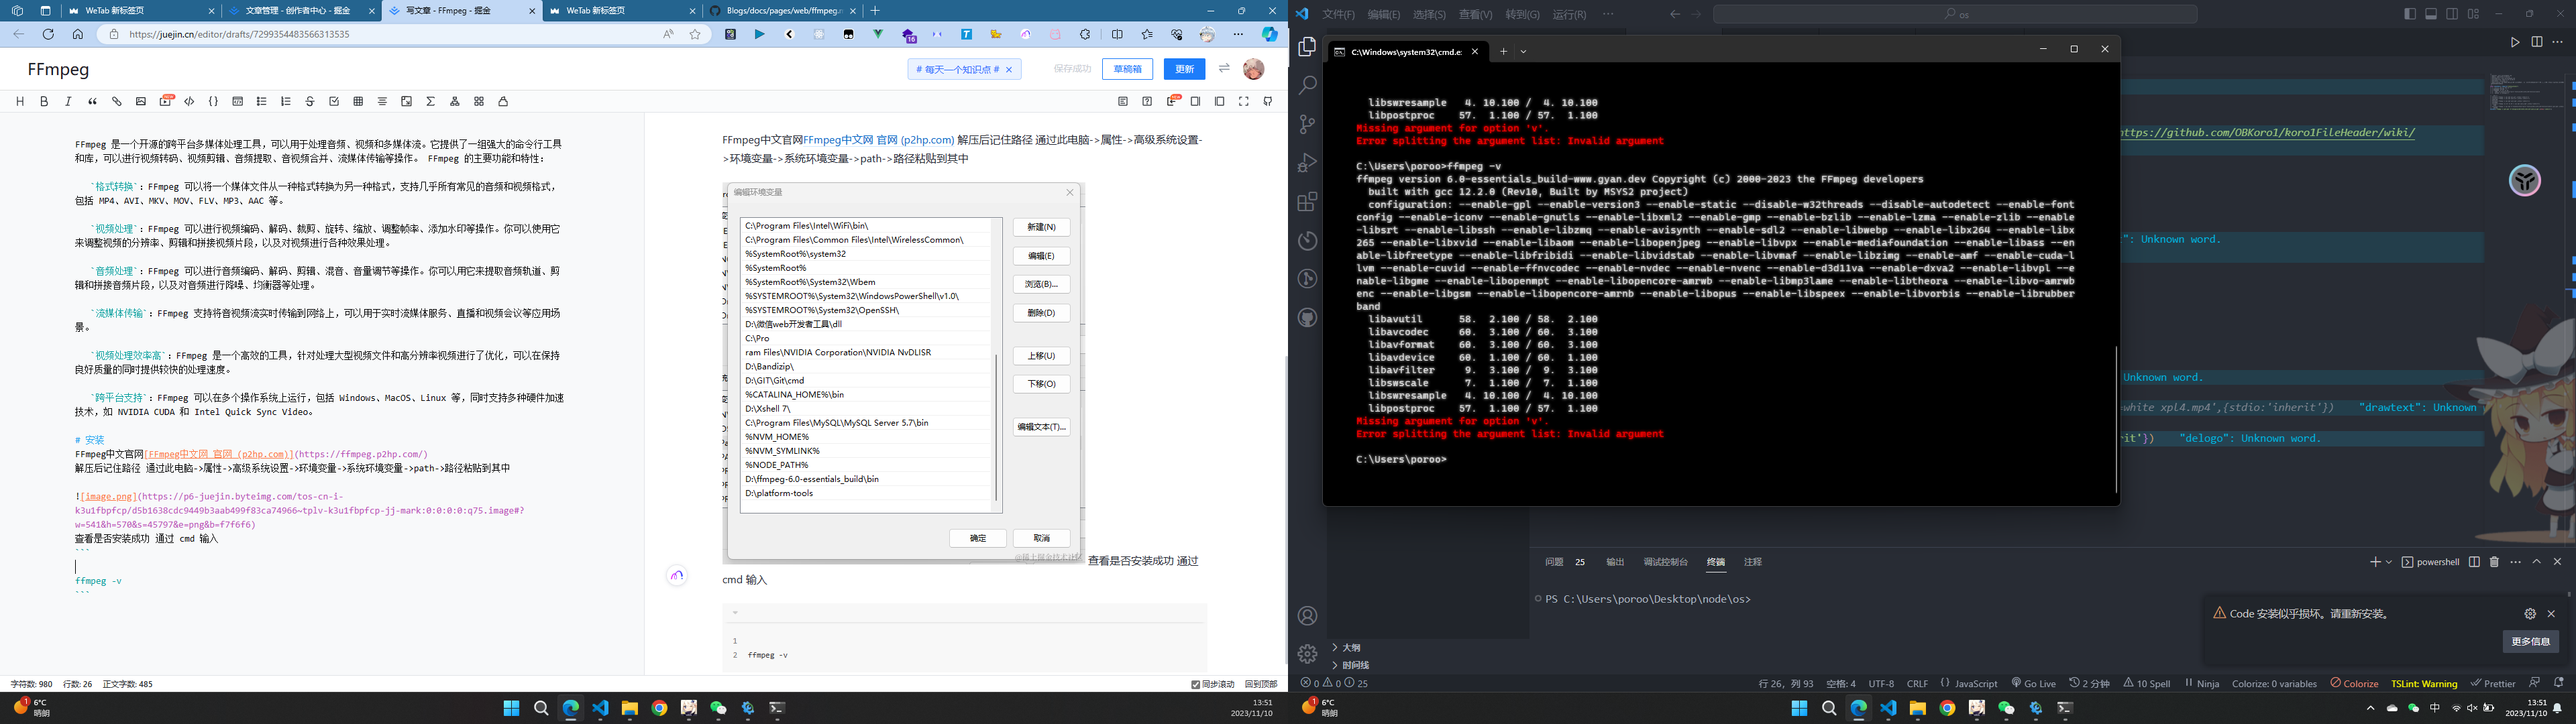 WeTab 新标签页
文章管理 - 创作者中心 - 掘金
写文章 - FFmpeg - 掘金
WeTab 新标签页
Blogs/docs/pages/web/ffmpeg.n
https://juejin.cn/editor/drafts/7299354483566313535
FFmpeg
# 每天一个知识点 #
保存成功
草稿箱
更新
FFmpeg 是一个开源的跨平台多媒体处理工具，可以用于处理音频、视频和多媒体流。它提供了一组强大的命令行工具
和库，可以进行视频转码、视频剪辑、音频提取、音视频合并、流媒体传输等操作。 FFmpeg 的主要功能和特性：
`格式转换`：FFmpeg 可以将一个媒体文件从一种格式转换为另一种格式，支持几乎所有常见的音频和视频格式，
包括 MP4、AVI、MKV、MOV、FLV、MP3、AAC 等。
`视频处理`：FFmpeg 可以进行视频编码、解码、裁剪、旋转、缩放、调整帧率、添加水印等操作。你可以使用它
来调整视频的分辨率、剪辑和拼接视频片段，以及对视频进行各种效果处理。
`音频处理`：FFmpeg 可以进行音频编码、解码、剪辑、混音、音量调节等操作。你可以用它来提取音频轨道、剪
辑和拼接音频片段，以及对音频进行降噪、均衡器等处理。
`流媒体传输`：FFmpeg 支持将音视频流实时传输到网络上，可以用于实时流媒体服务、直播和视频会议等应用场
景。
`视频处理效率高`：FFmpeg 是一个高效的工具，针对处理大型视频文件和高分辨率视频进行了优化，可以在保持
良好质量的同时提供较快的处理速度。
`跨平台支持`：FFmpeg 可以在多个操作系统上运行，包括 Windows、MacOS、Linux 等，同时支持多种硬件加速
技术，如 NVIDIA CUDA 和 Intel Quick Sync Video。
# 安装
FFmpeg中文官网[FFmpeg中文网 官网 (p2hp.com)](https://ffmpeg.p2hp.com/)
解压后记住路径 通过此电脑->属性->高级系统设置->环境变量->系统环境变量->path->路径粘贴到其中
![image.png](https://p6-juejin.byteimg.com/tos-cn-i-
k3u1fbpfcp/d5b1638cdc9449b3aab499f83ca74966~tplv-k3u1fbpfcp-jj-mark:0:0:0:0:q75.image#?
w=541&h=570&s=45797&e=png&b=f7f6f6)
查看是否安装成功 通过 cmd 输入
```
ffmpeg -v
```
字符数: 980 行数: 26 正文字数: 485
FFmpeg中文官网FFmpeg中文网 官网 (p2hp.com) 解压后记住路径 通过此电脑->属性->高级系统设置-
>环境变量->系统环境变量->path->路径粘贴到其中
编辑环境变量
C:\Program Files\Intel\WiFi\bin\
C:\Program Files\Common Files\Intel\WirelessCommon\
%SystemRoot%\system32
%SystemRoot%
%SystemRoot%\System32\Wbem
%SYSTEMROOT%\System32\WindowsPowerShell\v1.0\
%SYSTEMROOT%\System32\OpenSSH\
D:\微信web开发者工具\dll
C:\Pro
ram Files\NVIDIA Corporation\NVIDIA NvDLISR
D:\Bandizip\
D:\GIT\Git\cmd
%CATALINA_HOME%\bin
D:\Xshell 7\
C:\Program Files\MySQL\MySQL Server 5.7\bin
%NVM_HOME%
%NVM_SYMLINK%
%NODE_PATH%
D:\ffmpeg-6.0-essentials_build\bin
D:\platform-tools
新建(N)
编辑(E)
浏览(B)...
删除(D)
上移(U)
下移(O)
编辑文本(T)...
确定
取消
@稀土掘金技术社区
查看是否安装成功 通过
cmd 输入
1
2 ffmpeg -v
同步滚动 回到顶部
6°C
晴朗
13:51
2023/11/10
文件(F) 编辑(E) 选择(S) 查看(V) 转到(G) 运行(R) ···
os
C:\Windows\system32\cmd.e:
libswresample 4. 10.100 / 4. 10.100
libpostproc 57. 1.100 / 57. 1.100
Missing argument for option 'v'.
Error splitting the argument list: Invalid argument
C:\Users\poroo>ffmpeg -v
ffmpeg version 6.0-essentials_build-www.gyan.dev Copyright (c) 2000-2023 the FFmpeg developers
built with gcc 12.2.0 (Rev10, Built by MSYS2 project)
configuration: --enable-gpl --enable-version3 --enable-static --disable-w32threads --disable-autodetect --enable-font
config --enable-iconv --enable-gnutls --enable-libxml2 --enable-gmp --enable-bzlib --enable-lzma --enable-zlib --enable
-libsrt --enable-libssh --enable-libzmq --enable-avisynth --enable-sdl2 --enable-libwebp --enable-libx264 --enable-libx
265 --enable-libxvid --enable-libaom --enable-libopenjpeg --enable-libvpx --enable-mediafoundation --enable-libass --en
able-libfreetype --enable-libfribidi --enable-libvidstab --enable-libvmaf --enable-libzimg --enable-amf --enable-cuda-l
lvm --enable-cuvid --enable-ffnvcodec --enable-nvdec --enable-nvenc --enable-d3d11va --enable-dxva2 --enable-libvpl --e
nable-libgme --enable-libopenmpt --enable-libopencore-amrwb --enable-libmp3lame --enable-libtheora --enable-libvo-amrwb
enc --enable-libgsm --enable-libopencore-amrnb --enable-libopus --enable-libspeex --enable-libvorbis --enable-librubber
band
libavutil 58. 2.100 / 58. 2.100
libavcodec 60. 3.100 / 60. 3.100
libavformat 60. 3.100 / 60. 3.100
libavdevice 60. 1.100 / 60. 1.100
libavfilter 9. 3.100 / 9. 3.100
libswscale 7. 1.100 / 7. 1.100
libswresample 4. 10.100 / 4. 10.100
libpostproc 57. 1.100 / 57. 1.100
Missing argument for option 'v'.
Error splitting the argument list: Invalid argument
C:\Users\poroo>
https://github.com/OBKoro1/koro1FileHeader/wiki/
": Unknown word.
Unknown word.
white xpl4.mp4',{stdio:'inherit'}) "drawtext": Unknown
rit'}) "delogo": Unknown word.
问题 25 输出 调试控制台 终端 注释
powershell
PS C:\Users\poroo\Desktop\node\os>
Code 安装似乎损坏。请重新安装。
更多信息
大纲
时间线
0 0 25
行 26，列 93 空格: 4 UTF-8 CRLF JavaScript Go Live 2 分钟 10 Spell Ninja Colorize: 0 variables Colorize TSLint: Warning Prettier
6°C
晴朗
中
13:51
2023/11/10